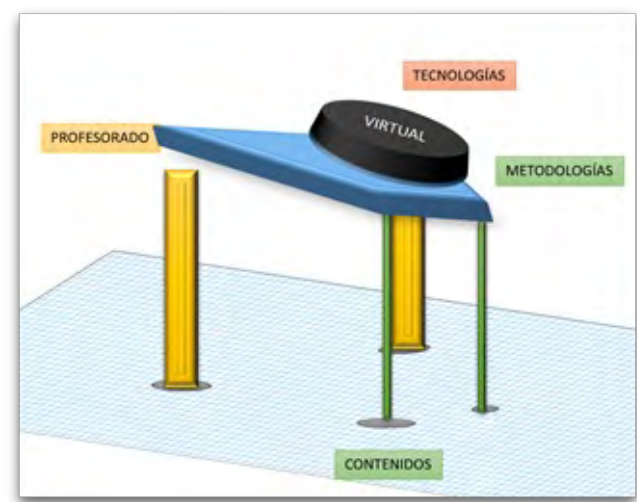 TECNOLOGÍAS
VIRTUAL
PROFESORADO
METODOLOGÍAS
CONTENIDOS